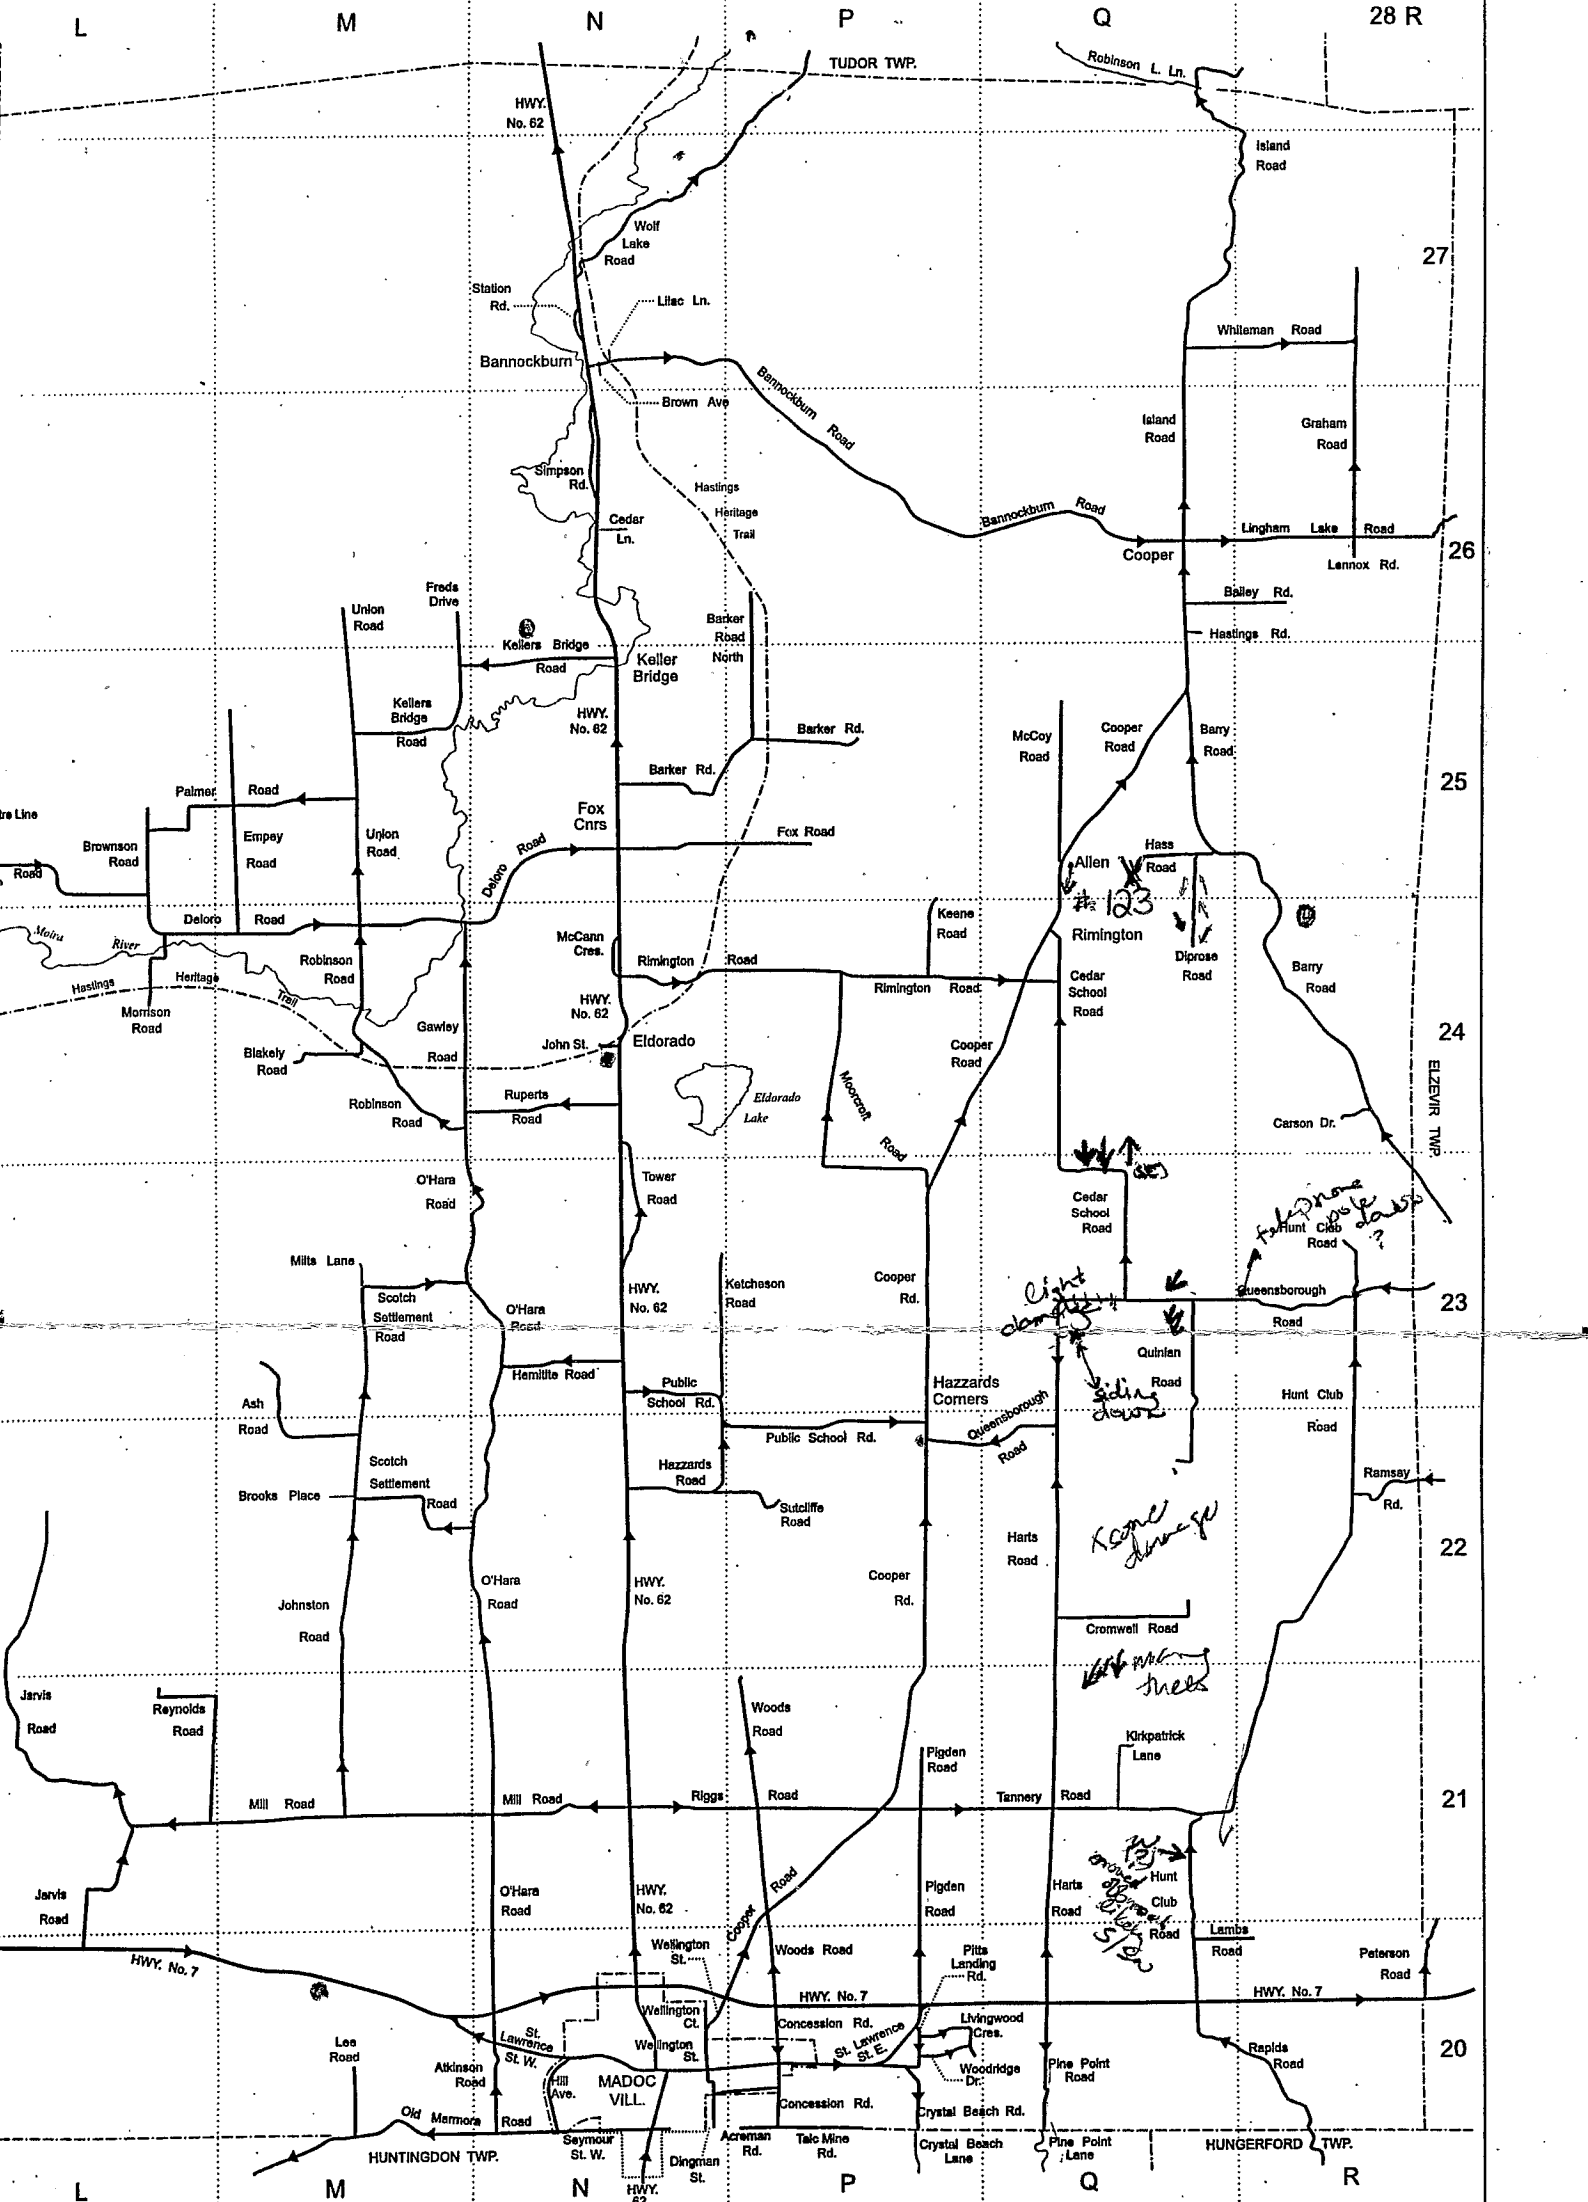 L
M
N
P
Q
28 R
TUDOR TWP.
Robinson L. Ln.
HWY.
No. 62
Island
Road
Wolf
Lake
Road
27
Station
Rd.
Lilac Ln.
Whileman Road
Bannockburn
Brown Ave
Bannockburn
Road
Island
Road
Graham
Road
Simpson
Rd.
Hastings
Heritage
Trail
Cedar
Ln.
Bannockburn Road
Lingham Lake Road
Cooper
26
Lennox Rd.
Freds
Drive
Union
Road
Bailey Rd.
Barker
Road
North
Hastings Rd.
Kellers Bridge
Road
Keller
Bridge
Kellers
Bridge
Road
HWY.
No. 62
Barker Rd.
McCoy
Road
Cooper
Road
Barry
Road
Barker Rd.
25
Palmer Road
tre Line
Fox
Cnrs
Brownson
Road
Empey
Road
Union
Road
Deloro Road
Fox Road
Hass
Road
Allen
Road
# 123
Deloro Road
Keene
Road
Rimington
Moira River
McCann
Cres.
Rimington Road
Diprose
Road
Barry
Road
Robinson
Road
Hastings Heritage Trail
Rimington Road
Cedar
School
Road
Morrison
Road
HWY.
No. 62
Gawley
Road
John St.
Eldorado
24
Blakely
Road
Cooper
Road
ELZEVIR TWP.
Ruperts
Road
Eldorado
Lake
Moorcroft
Road
Robinson
Road
Carson Dr.
O'Hara
Road
Tower
Road
Cedar
School
Road
telephone
pole
down
?
Hunt Club
Road
Milts Lane
Ketcheson
Road
Cooper
Rd.
light
damage
Queensborough
Road
23
Scotch
Settlement
Road
O'Hara
Road
HWY.
No. 62
Quinlan
Road
Hemitite Road
Public
School Rd.
Hazzards
Corners
siding
down
Hunt Club
Road
Ash
Road
Public School Rd.
Queensborough
Road
Scotch
Settlement
Road
Hazzards
Road
Ramsay
Rd.
Brooks Place
Sutcliffe
Road
x some
damage
Harts
Road
22
O'Hara
Road
HWY.
No. 62
Cooper
Rd.
Johnston
Road
Cromwell Road
many
trees
Jarvis
Road
Reynolds
Road
Woods
Road
Kirkpatrick
Lane
Pigden
Road
Mill Road
Mill Road
Riggs Road
Tannery Road
21
Jarvis
Road
O'Hara
Road
HWY.
No. 62
Cooper Road
Pigden
Road
Harts
Road
Hunt
Club
Road
likely
Lambs
Road
HWY. No. 7
Wellington
St.
Woods Road
Pitts
Landing
Rd.
Peterson
Road
HWY. No. 7
HWY. No. 7
Wellington
Ct.
Concession Rd.
Livingwood
Cres.
St.
Lawrence
St. W.
Wellington
St.
St. Lawrence
St. E.
Lee
Road
Atkinson
Road
Hill
Ave.
MADOC
VILL.
Woodridge
Dr.
Pine Point
Road
Rapids
Road
20
Old Marmora Road
Concession Rd.
Crystal Beach Rd.
HUNTINGDON TWP.
Seymour
St. W.
Dingman
St.
Acreman
Rd.
Talc Mine
Rd.
Crystal Beach
Lane
Pine Point
Lane
HUNGERFORD TWP.
L
M
N
HWY.
62
P
Q
R